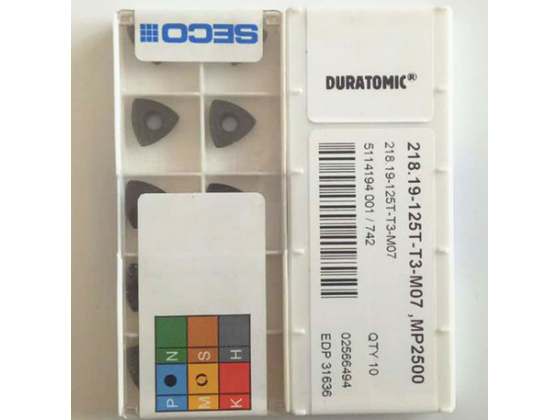 SECO
DURATOMIC®
218.19-125T-T3-M07 ,MP2500
218.19-125T-T3-M07
5114194 001 / 742
QTY 10
02566494
EDP 31636
P N
M S
K H